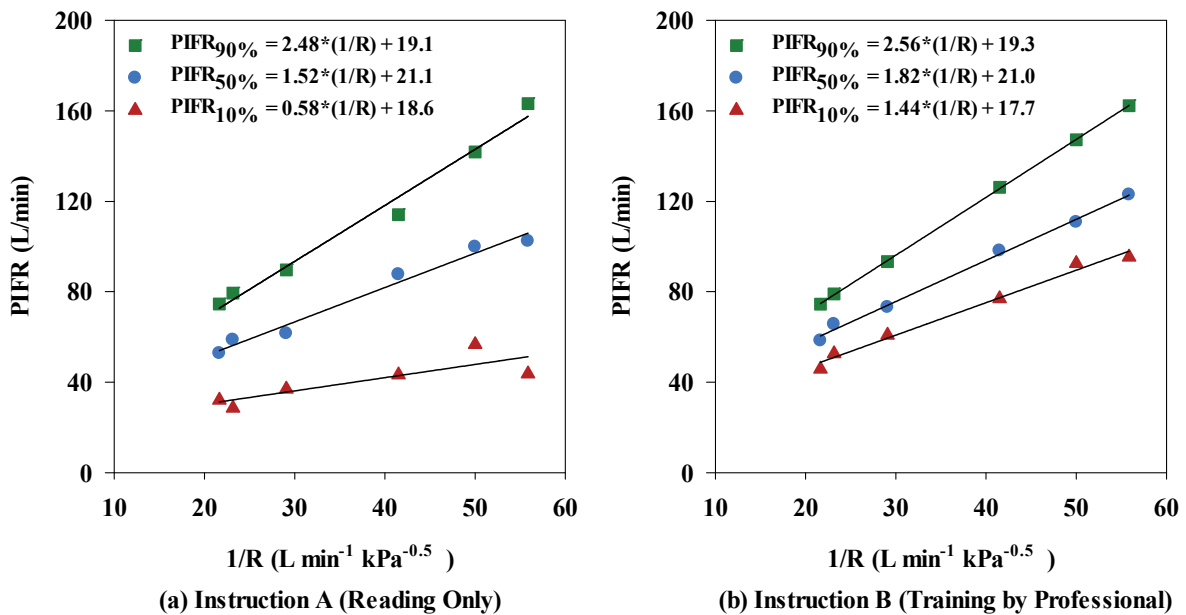 (a) Instruction A (Reading Only)
PIFR (L/min)
200
160
120
80
40
0
PIFR90% = 2.48*(1/R) + 19.1
PIFR50% = 1.52*(1/R) + 21.1
PIFR10% = 0.58*(1/R) + 18.6
10 20 30 40 50 60
1/R (L min-1 kPa-0.5)
(b) Instruction B (Training by Professional)
PIFR (L/min)
200
160
120
80
40
0
PIFR90% = 2.56*(1/R) + 19.3
PIFR50% = 1.82*(1/R) + 21.0
PIFR10% = 1.44*(1/R) + 17.7
10 20 30 40 50 60
1/R (L min-1 kPa-0.5)